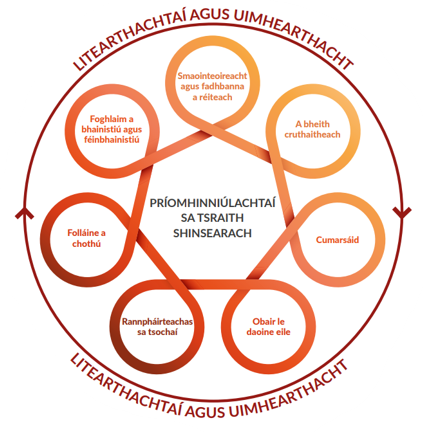 LITEARTHACHTAÍ AGUS UIMHEARTHACHT
Smaointeoireacht
agus fadhbanna
a réiteach
A bheith
cruthaitheach
Cumarsáid
Obair le
daoine eile
Rannpháirteachas
sa tsochaí
Folláine a
chothú
Foghlaim a
bhainistiú agus
féinbhainistiú
PRÍOMHINNIÚLACHTAÍ
SA TSRAITH
SHINSEARACH
LITEARTHACHTAÍ AGUS UIMHEARTHACHT